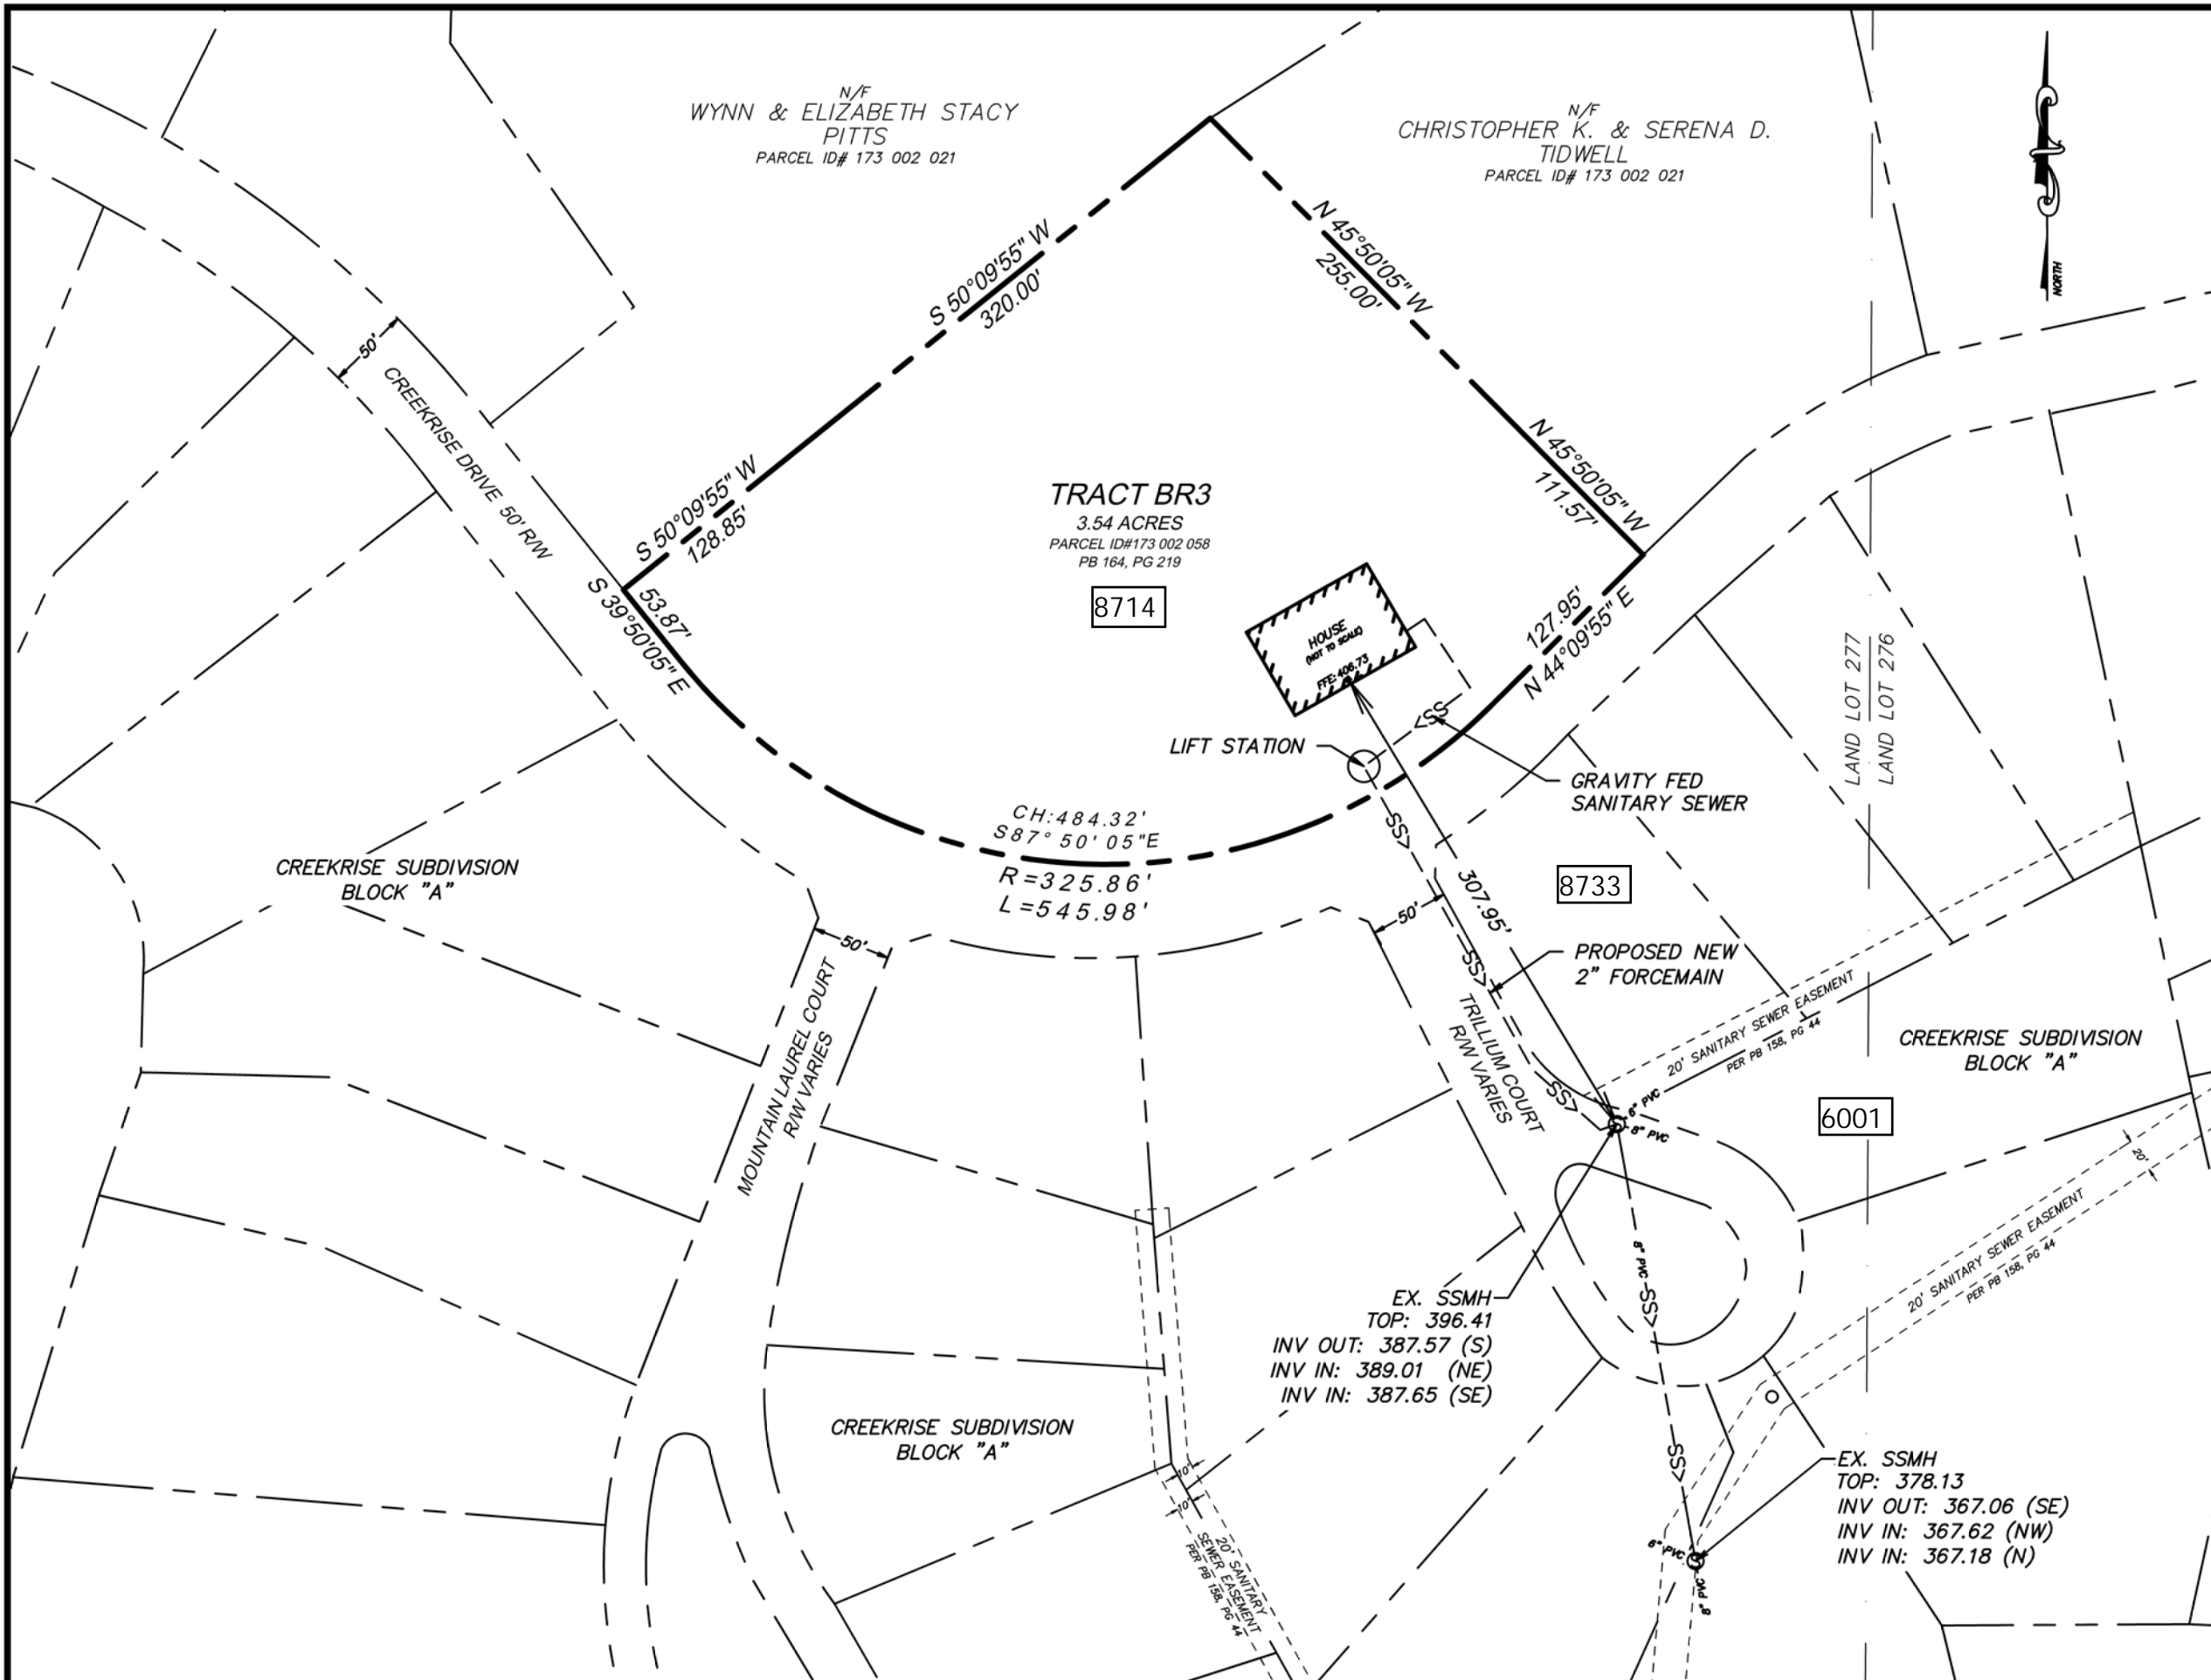 N/F
WYNN & ELIZABETH STACY
PITTS
PARCEL ID# 173 002 021
N/F
CHRISTOPHER K. & SERENA D.
TIDWELL
PARCEL ID# 173 002 021
NORTH
S 50°09'55" W
320.00'
N 45°50'05" W
255.00'
50'
CREEKRISE DRIVE 50' R/W
S 50°09'55" W
128.85'
N 45°50'05" W
111.57'
TRACT BR3
3.54 ACRES
PARCEL ID#173 002 058
PB 164, PG 219
8714
53.87'
S 39°50'05" E
HOUSE
(NOT TO SCALE)
FFE: 406.73
127.95'
N 44°09'55" E
LAND LOT 277
LAND LOT 276
<SS
LIFT STATION
GRAVITY FED
SANITARY SEWER
CH:484.32'
S87° 50' 05"E
R=325.86'
L=545.98'
SS>
CREEKRISE SUBDIVISION
BLOCK "A"
8733
307.95'
50'
50'
SS>
PROPOSED NEW
2" FORCEMAIN
MOUNTAIN LAUREL COURT
R/W VARIES
TRILLIUM COURT
R/W VARIES
20' SANITARY SEWER EASEMENT
PER PB 158, PG 44
CREEKRISE SUBDIVISION
BLOCK "A"
SS>
6" PVC
8" PVC
6001
20'
20' SANITARY SEWER EASEMENT
PER PB 158, PG 44
8" PVC
SS>
EX. SSMH
TOP: 396.41
INV OUT: 387.57 (S)
INV IN: 389.01 (NE)
INV IN: 387.65 (SE)
CREEKRISE SUBDIVISION
BLOCK "A"
SS>
10'
10'
EX. SSMH
TOP: 378.13
INV OUT: 367.06 (SE)
INV IN: 367.62 (NW)
INV IN: 367.18 (N)
6" PVC
8" PVC
20' SANITARY
SEWER EASEMENT
PER PB 158, PG 44